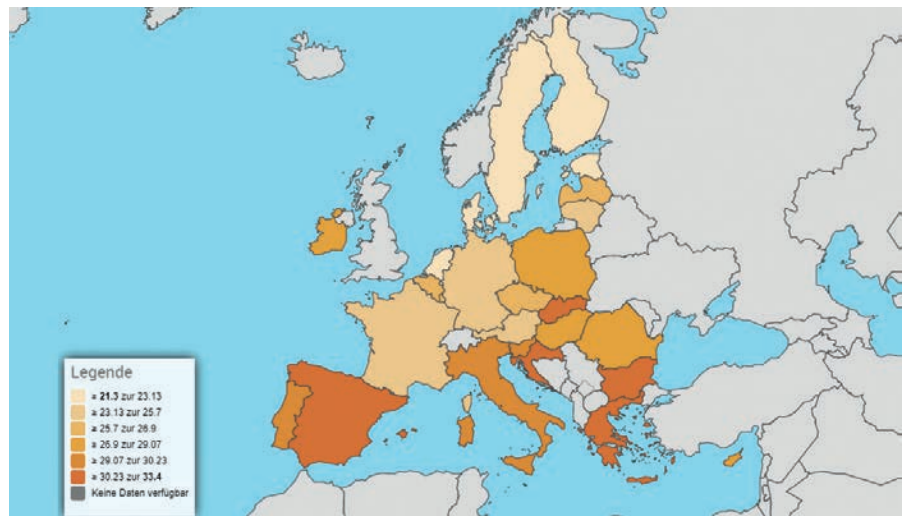 Legende
≥ 21.3 zur 23.13
≥ 23.13 zur 25.7
≥ 25.7 zur 26.9
≥ 26.9 zur 29.07
≥ 29.07 zur 30.23
≥ 30.23 zur 33.4
Keine Daten verfügbar